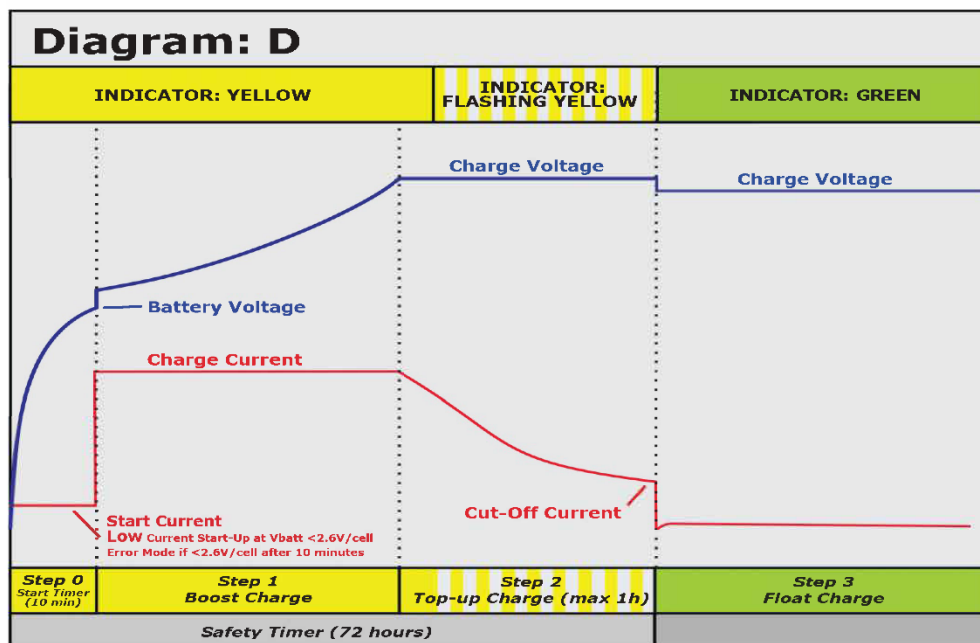 Diagram: D
INDICATOR: YELLOW
INDICATOR:
FLASHING YELLOW
INDICATOR: GREEN
Charge Voltage
Charge Voltage
Battery Voltage
Charge Current
Start Current
Low Current Start-Up at Vbatt <2.6V/cell
Error Mode if <2.6V/cell after 10 minutes
Cut-Off Current
Step 0
Start Timer
(10 min)
Step 1
Boost Charge
Step 2
Top-up Charge (max 1h)
Step 3
Float Charge
Safety Timer (72 hours)